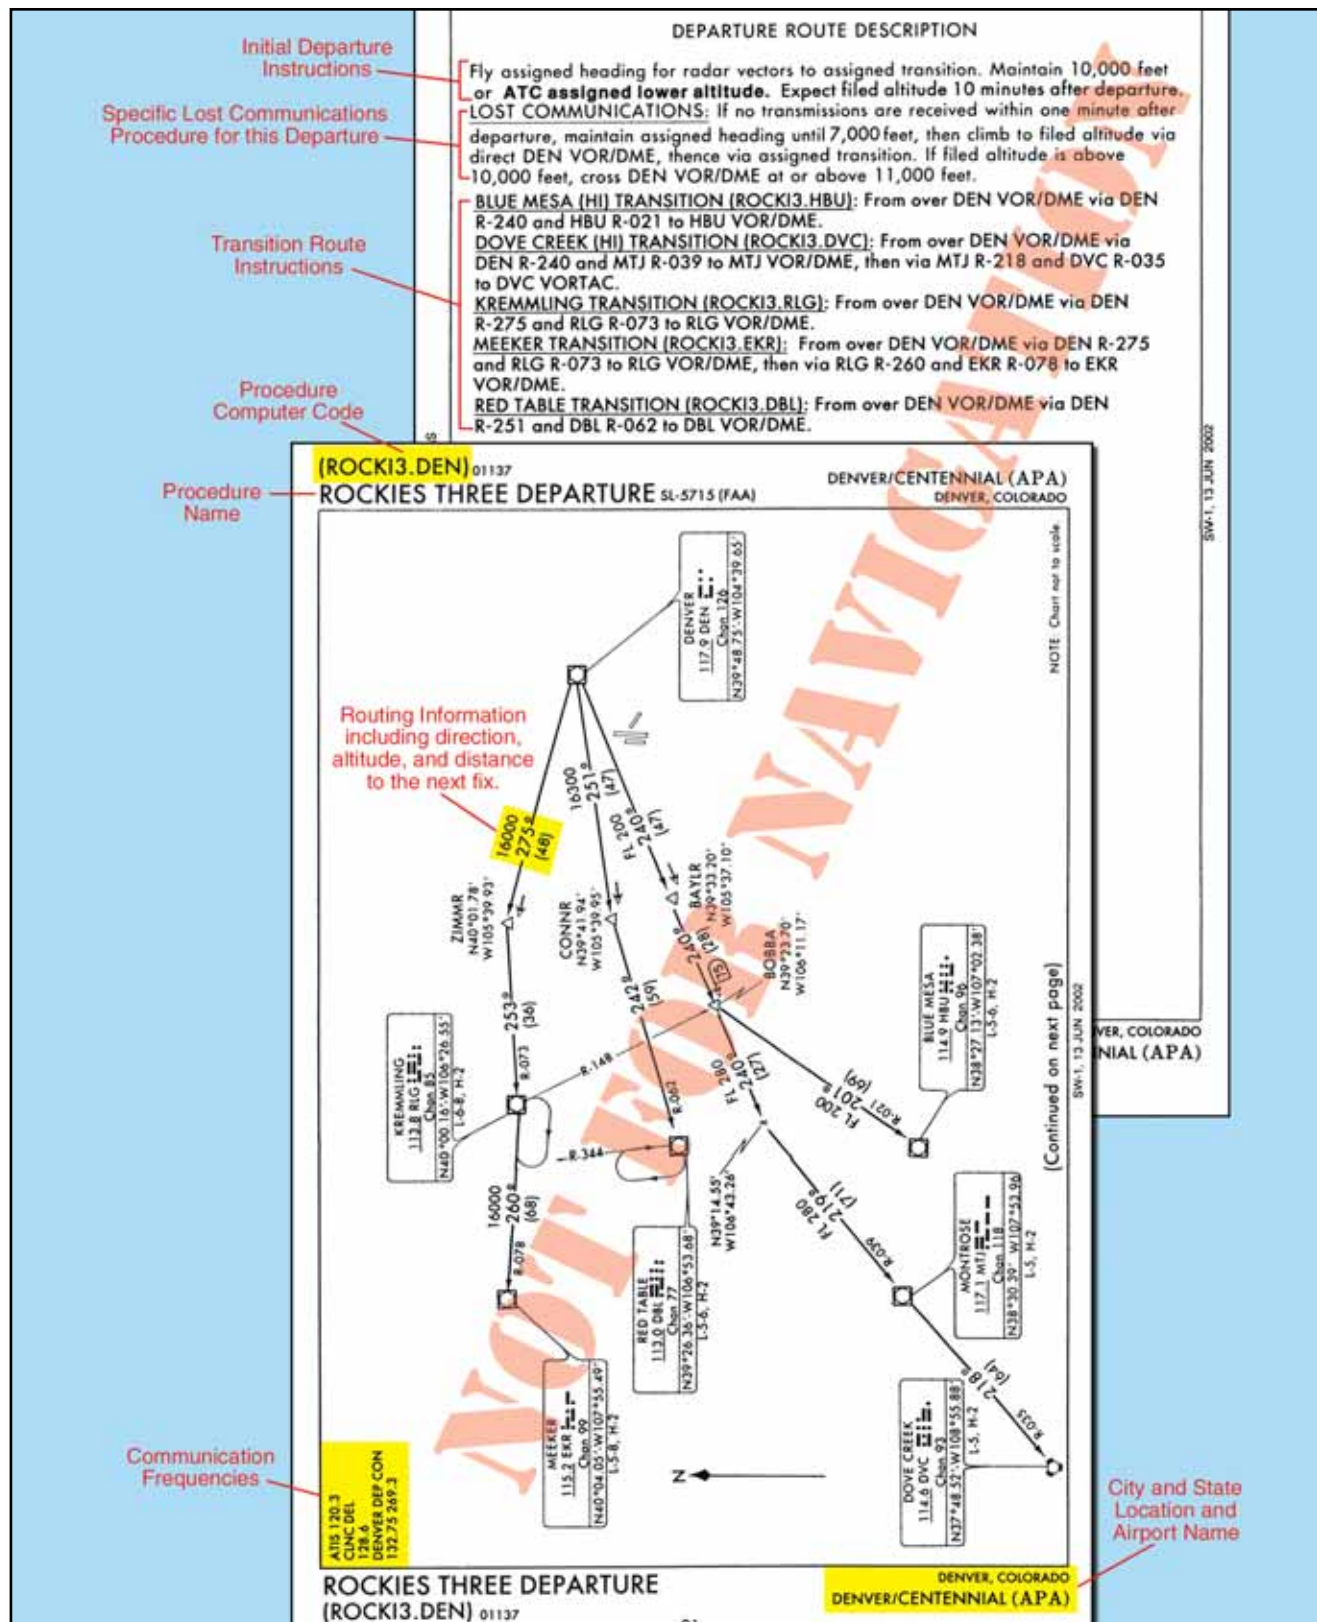 DEPARTURE ROUTE DESCRIPTION
Initial Departure
Instructions
Fly assigned heading for radar vectors to assigned transition. Maintain 10,000 feet
or ATC assigned lower altitude. Expect filed altitude 10 minutes after departure.
Specific Lost Communications
Procedure for this Departure
LOST COMMUNICATIONS: If no transmissions are received within one minute after
departure, maintain assigned heading until 7,000 feet, then climb to filed altitude via
direct DEN VOR/DME, thence via assigned transition. If filed altitude is above
10,000 feet, cross DEN VOR/DME at or above 11,000 feet.
Transition Route
Instructions
BLUE MESA (HI) TRANSITION (ROCKI3.HBU): From over DEN VOR/DME via DEN
R-240 and HBU R-021 to HBU VOR/DME.
DOVE CREEK (HI) TRANSITION (ROCKI3.DVC): From over DEN VOR/DME via
DEN R-240 and MTJ R-039 to MTJ VOR/DME, then via MTJ R-218 and DVC R-035
to DVC VORTAC.
KREMMLING TRANSITION (ROCKI3.RLG): From over DEN VOR/DME via DEN
R-275 and RLG R-073 to RLG VOR/DME.
MEEKER TRANSITION (ROCKI3.EKR): From over DEN VOR/DME via DEN R-275
and RLG R-073 to RLG VOR/DME, then via RLG R-260 and EKR R-078 to EKR
VOR/DME.
RED TABLE TRANSITION (ROCKI3.DBL): From over DEN VOR/DME via DEN
R-251 and DBL R-062 to DBL VOR/DME.
SW-1, 13 JUN 2002
Procedure
Computer Code
(ROCKI3.DEN) 01137
Procedure
Name
ROCKIES THREE DEPARTURE SL-5715 (FAA)
DENVER/CENTENNIAL (APA)
DENVER, COLORADO
NOTE: Chart not to scale.
DENVER
117.9 DEN
Chan 126
N39°48.75'-W104°39.65'
Routing Information
including direction,
altitude, and distance
to the next fix.
16000
275°
(48)
16300
251°
(47)
FL 200
240°
(47)
ZIMMR
N40°01.78'
W105°39.93'
CONNR
N39°41.94'
W105°39.95'
BAYLR
N39°33.20'
W105°37.10'
240°
(28)
75
BOBBA
N39°23.70'
W106°11.17'
253°
(36)
R-073
242°
(59)
R-062
R-148
KREMMLING
113.8 RLG
Chan 85
N40°00.16'-W106°26.55'
L-6-8, H-2
FL 280
240°
(27)
FL 200
201°
(69)
R-021
BLUE MESA
114.9 HBU
Chan 96
N38°27.13'-W107°02.38'
L-5-6, H-2
R-344
16000
260°
(68)
R-078
N39°14.55'
W106°43.26'
FL 280
219°
(71)
R-039
RED TABLE
113.0 DBL
Chan 77
N39°26.36'-W106°53.68'
L-5-6, H-2
MONTROSE
117.1 MTJ
Chan 118
N38°30.39' W107°53.96
L-5, H-2
MEEKER
115.2 EKR
Chan 99
N40°04.05'-W107°55.49'
L-5-8, H-2
218°
(64)
R-035
DOVE CREEK
114.6 DVC
Chan 93
N37°48.52'-W108°55.88'
L-5, H-2
N
(Continued on next page)
SW-1, 13 JUN 2002
VER, COLORADO
NIAL (APA)
Communication
Frequencies
ATIS 120.3
CLNC DEL
128.6
DENVER DEP CON
132.75 269.3
City and State
Location and
Airport Name
ROCKIES THREE DEPARTURE
(ROCKI3.DEN) 01137
DENVER, COLORADO
DENVER/CENTENNIAL (APA)
NOT FOR NAVIGATION